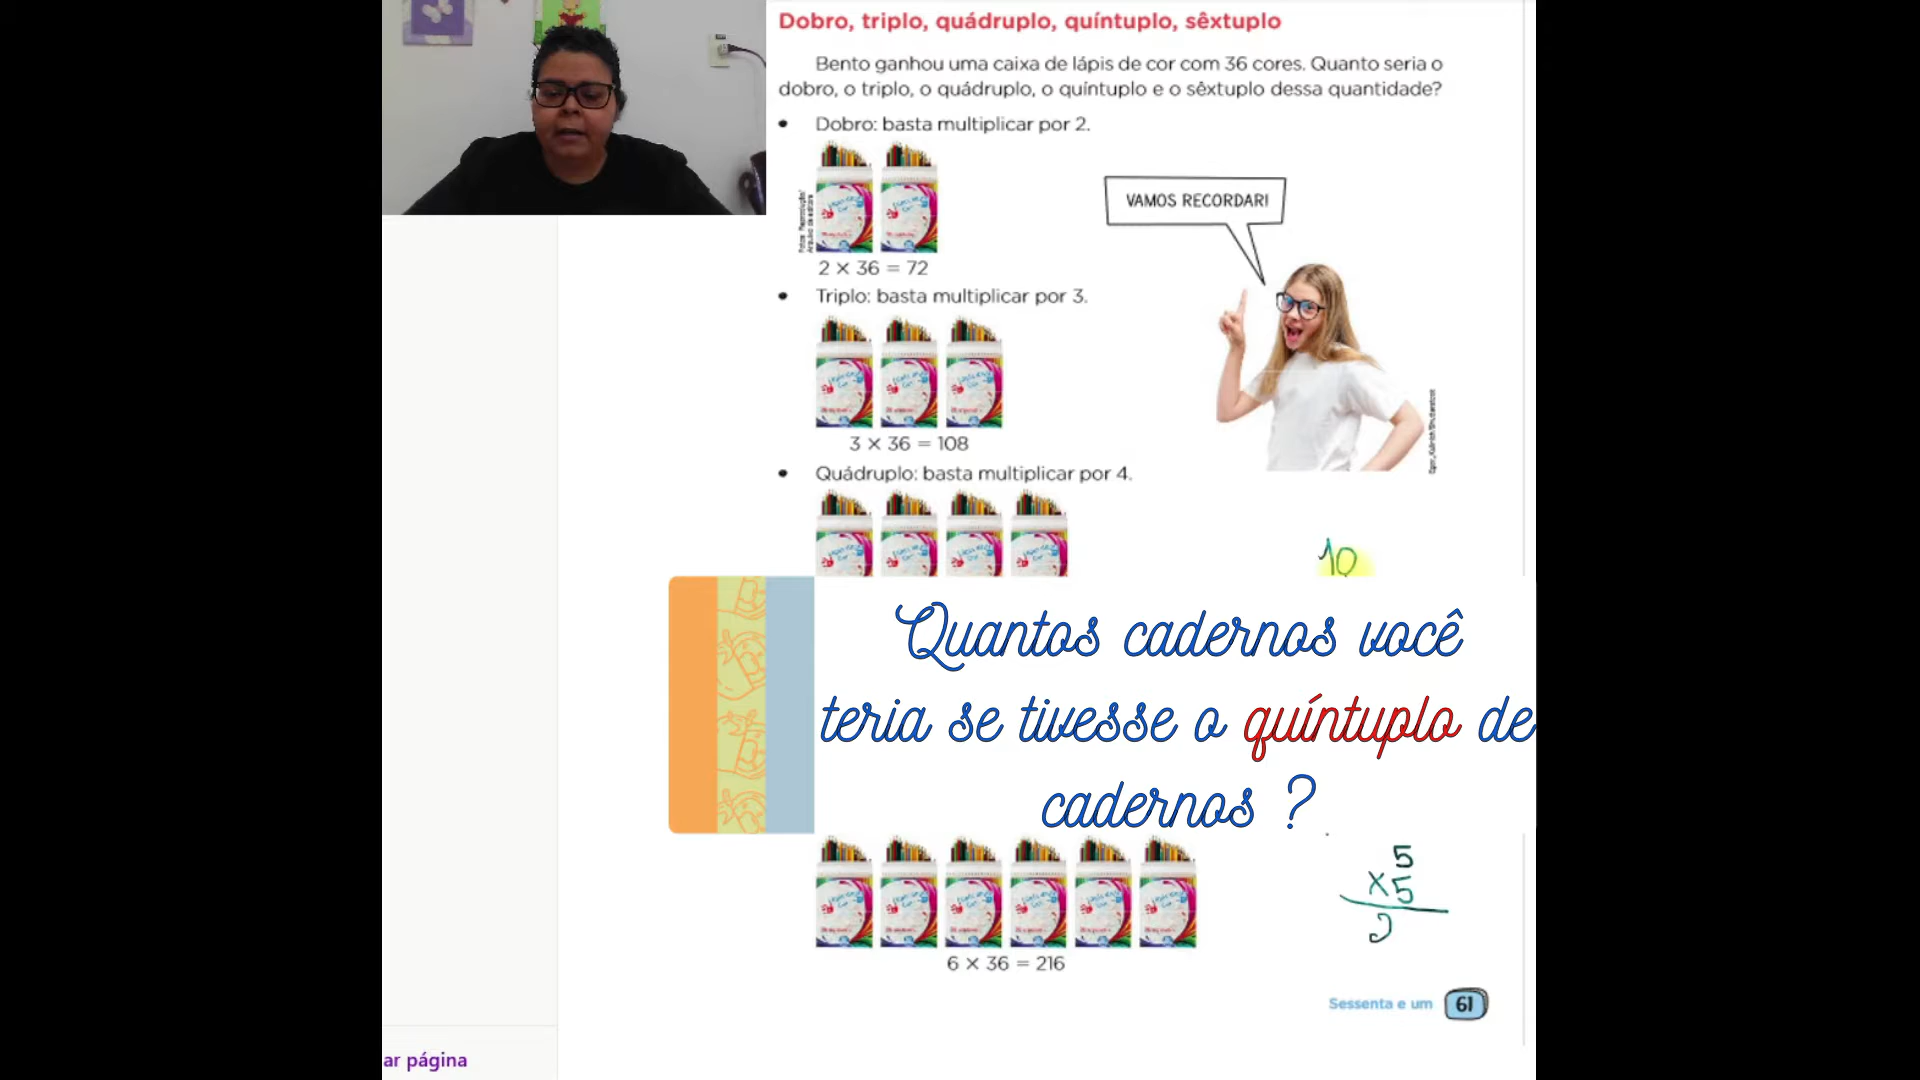 Dobro, triplo, quádruplo, quíntuplo, sêxtuplo
Bento ganhou uma caixa de lápis de cor com 36 cores. Quanto seria o
dobro, o triplo, o quádruplo, o quíntuplo e o sêxtuplo dessa quantidade?
• Dobro: basta multiplicar por 2.
VAMOS RECORDAR!
2 × 36 = 72
• Triplo: basta multiplicar por 3.
3 × 36 = 108
• Quádruplo: basta multiplicar por 4.
10
Quantos cadernos você
teria se tivesse o quíntuplo de
cadernos ?
5
×5
6 × 36 = 216
Sessenta e um 61
ar página